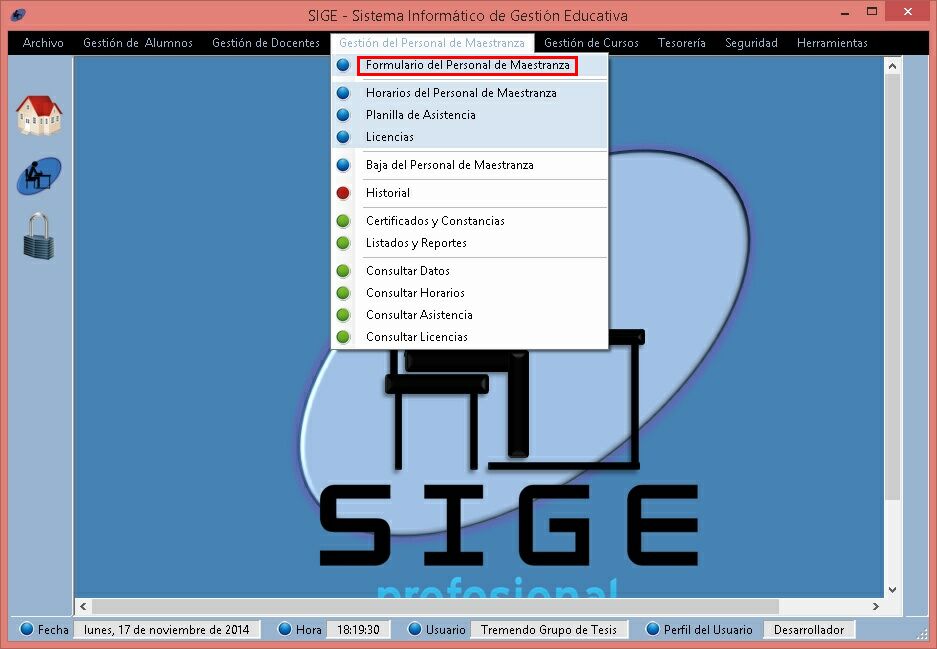 SIGE - Sistema Informático de Gestión Educativa
Archivo Gestión de Alumnos Gestión de Docentes Gestión del Personal de Maestranza Gestión de Cursos Tesorería Seguridad Herramientas
Formulario del Personal de Maestranza
Horarios del Personal de Maestranza
Planilla de Asistencia
Licencias
Baja del Personal de Maestranza
Historial
Certificados y Constancias
Listados y Reportes
Consultar Datos
Consultar Horarios
Consultar Asistencia
Consultar Licencias
SIGE
profesional
Fecha lunes, 17 de noviembre de 2014 Hora 18:19:30 Usuario Tremendo Grupo de Tesis Perfil del Usuario Desarrollador